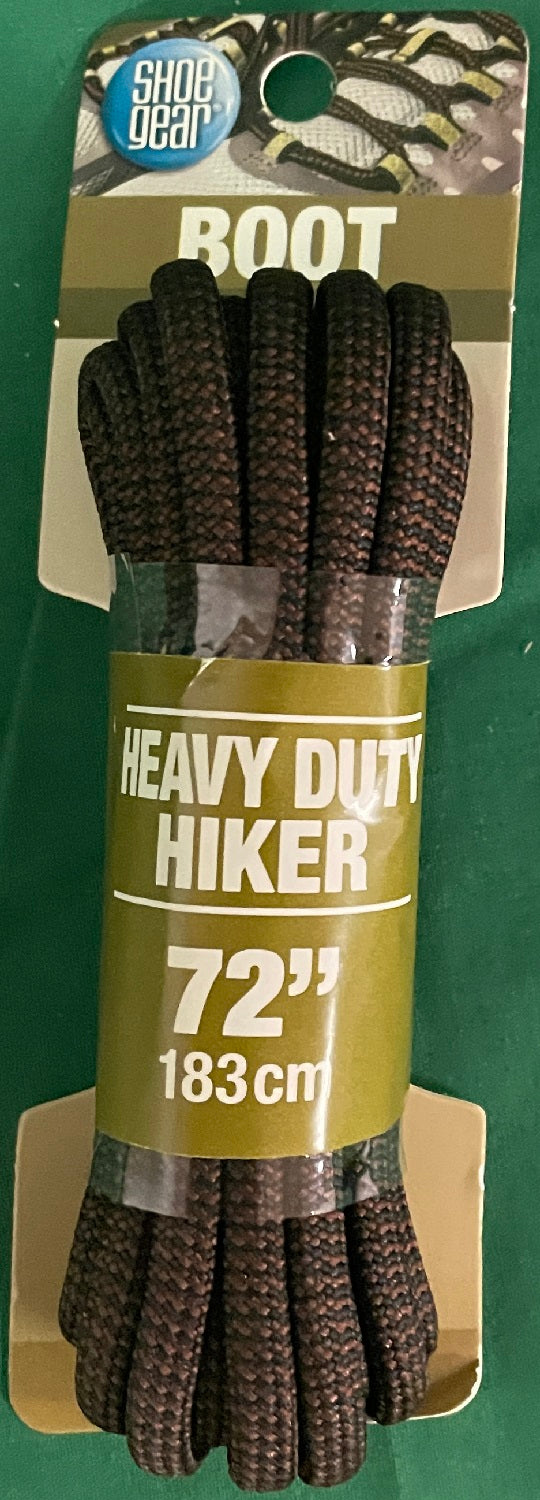 SHOE
gear
BOOT
HEAVY DUTY
HIKER
72”
183cm